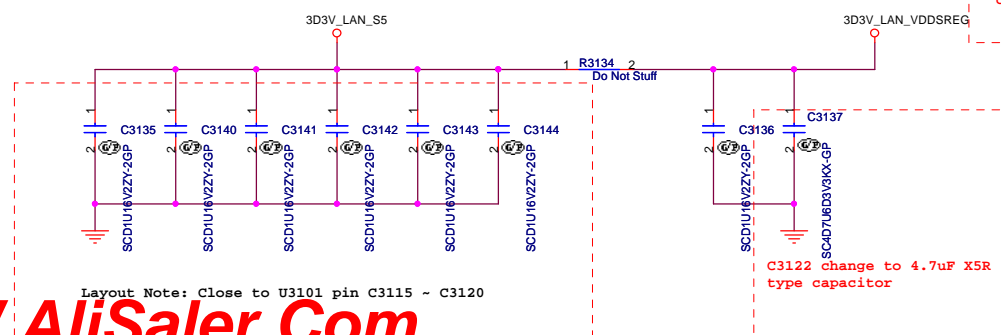 3D3V_LAN_S5
3D3V_LAN_VDDSREG
1 R3134 2
Do Not Stuff
1
1
1
1
1
1
1
1
C3135
C3140
C3141
C3142
C3143
C3144
C3136
C3137
2
2
2
2
2
2
2
2
SCD1U16V2ZY-2GP
SCD1U16V2ZY-2GP
SCD1U16V2ZY-2GP
SCD1U16V2ZY-2GP
SCD1U16V2ZY-2GP
SCD1U16V2ZY-2GP
SCD1U16V2ZY-2GP
SC4D7U6D3V3KX-GP
C3122 change to 4.7uF X5R
type capacitor
Layout Note: Close to U3101 pin C3115 ~ C3120
AliSaler.Com